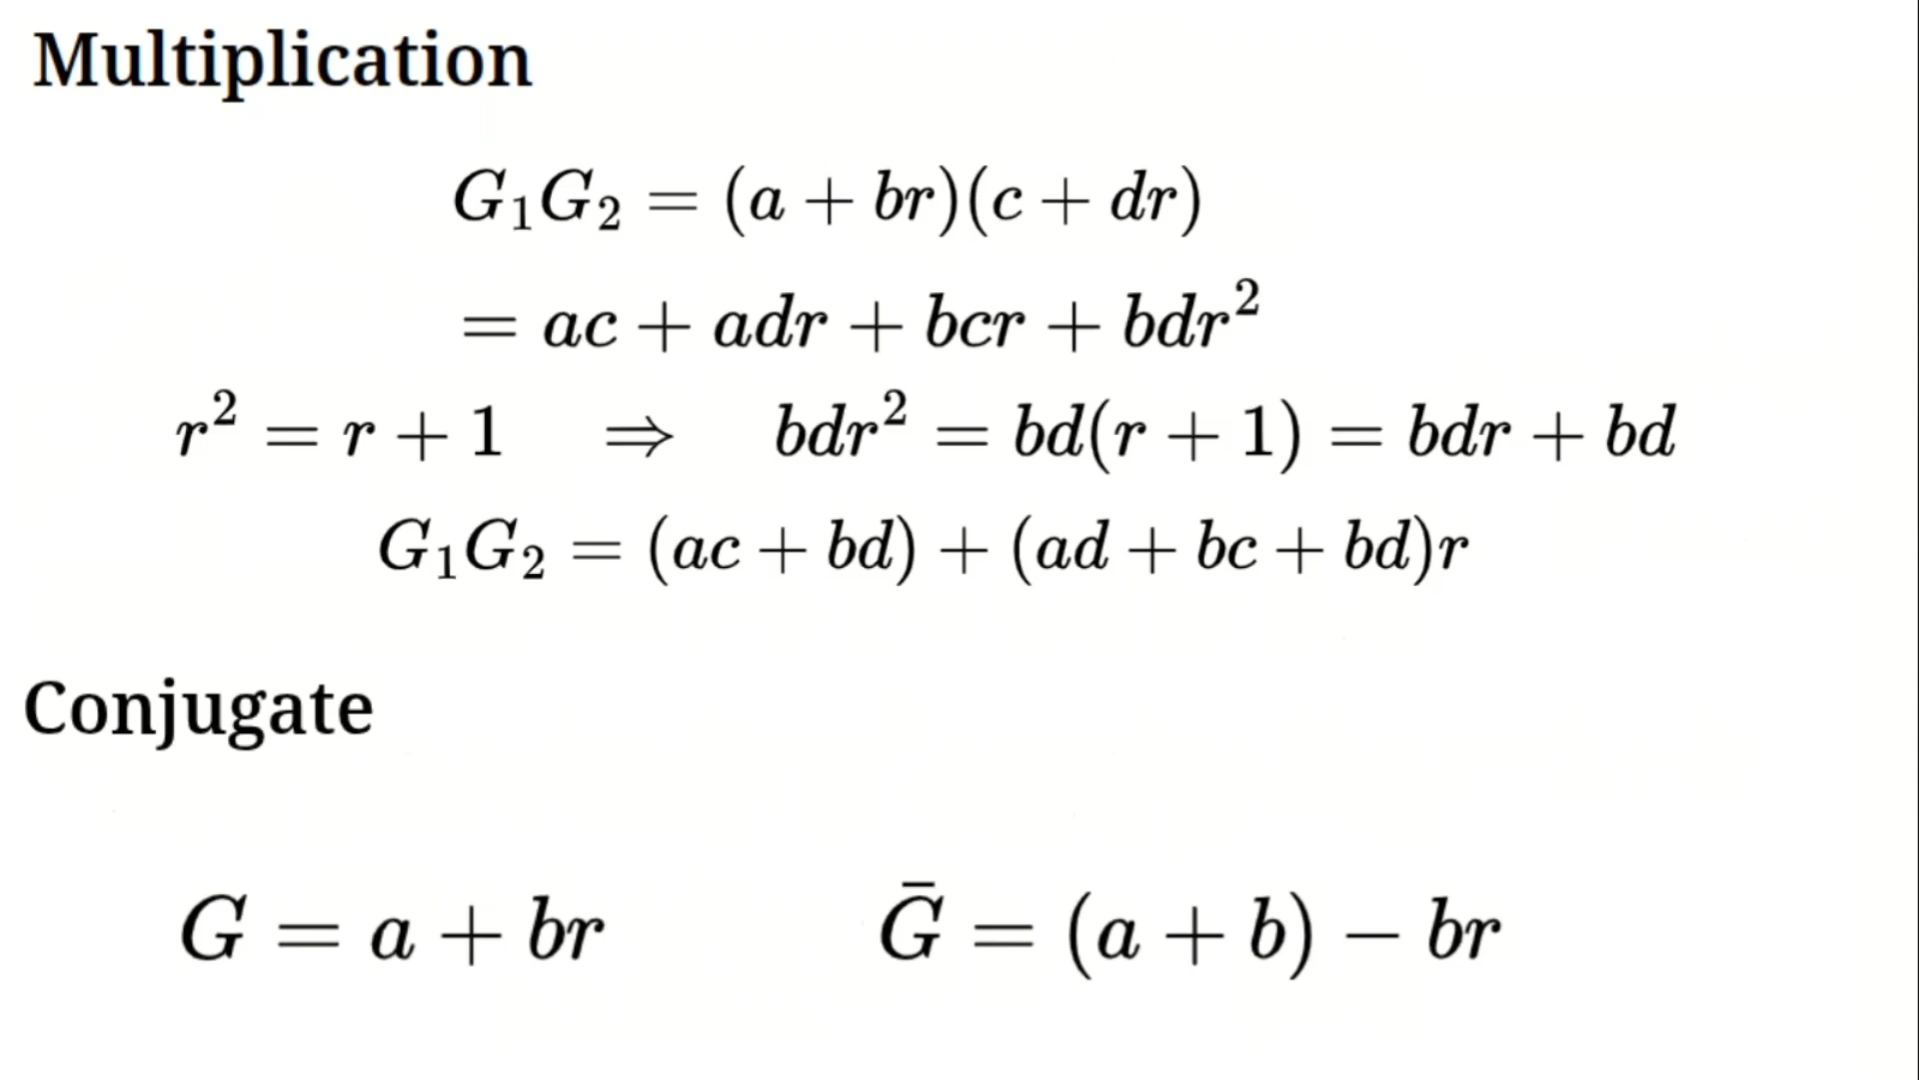 Multiplication
G₁G₂ = (a + br)(c + dr)
= ac + adr + bcr + bdr²
r² = r + 1 ⇒ bdr² = bd(r + 1) = bdr + bd
G₁G₂ = (ac + bd) + (ad + bc + bd)r
Conjugate
G = a + br Ḡ = (a + b) − br